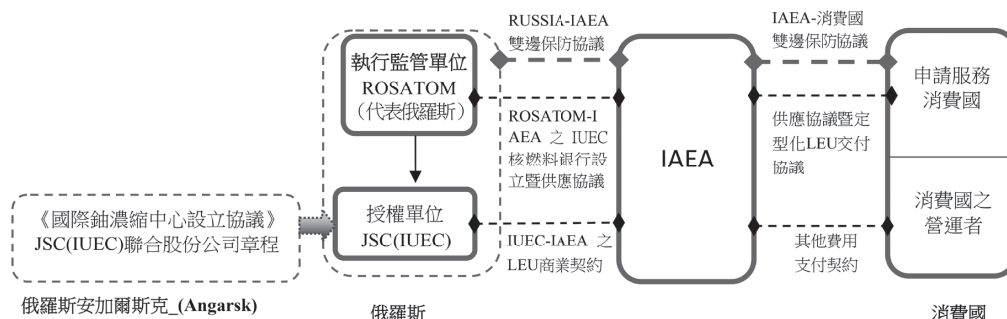 RUSSIA-IAEA
雙邊保防協議
IAEA-消費國
雙邊保防協議
執行監管單位
ROSATOM
（代表俄羅斯）
ROSATOM-I
AEA 之 IUEC
核燃料銀行設
立暨供應協議
IAEA
申請服務
消費國
供應協議暨定
型化LEU交付
協議
《國際鈾濃縮中心設立協議》
JSC(IUEC)聯合股份公司章程
授權單位
JSC(IUEC)
IUEC-IAEA 之
LEU商業契約
其他費用
支付契約
消費國之
營運者
俄羅斯安加爾斯克_(Angarsk)
俄羅斯
消費國